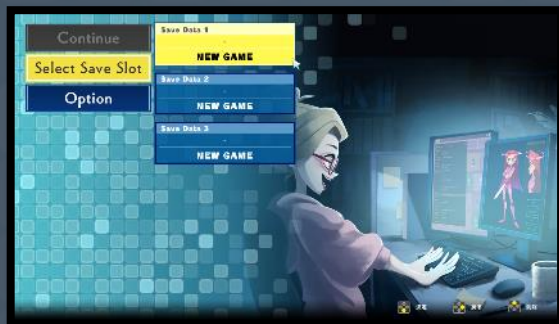 Continue
Select Save Slot
Option
Save Data 1
NEW GAME
Save Data 2
NEW GAME
Save Data 3
NEW GAME